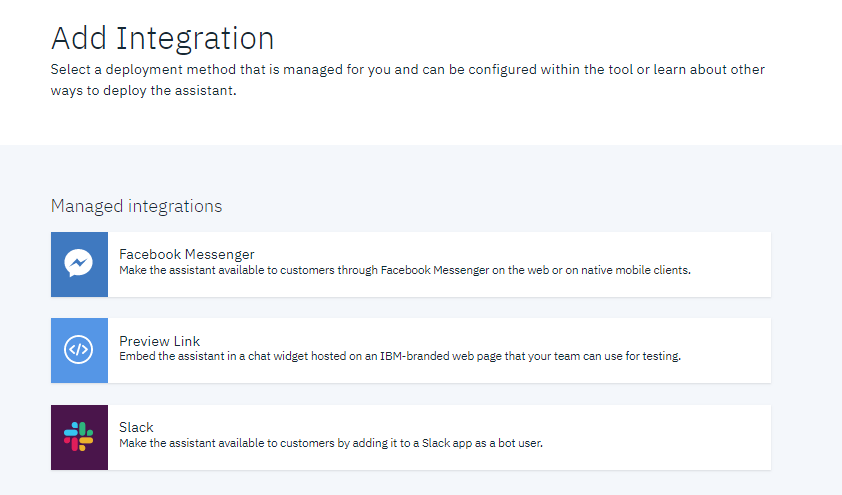 Add Integration
Select a deployment method that is managed for you and can be configured within the tool or learn about other
ways to deploy the assistant.
Managed integrations
Facebook Messenger
Make the assistant available to customers through Facebook Messenger on the web or on native mobile clients.
Preview Link
Embed the assistant in a chat widget hosted on an IBM-branded web page that your team can use for testing.
Slack
Make the assistant available to customers by adding it to a Slack app as a bot user.